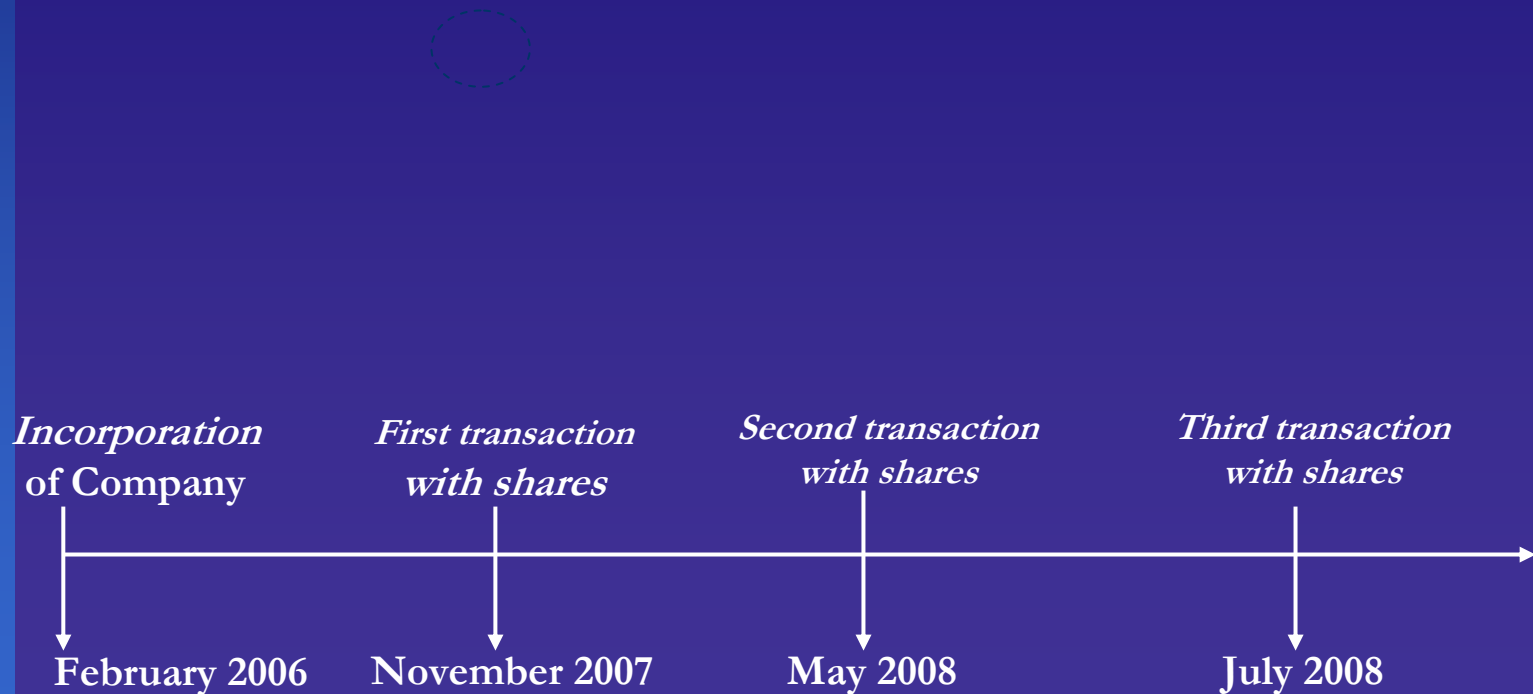 Incorporation
of Company
First transaction
with shares
Second transaction
with shares
Third transaction
with shares
February 2006
November 2007
May 2008
July 2008